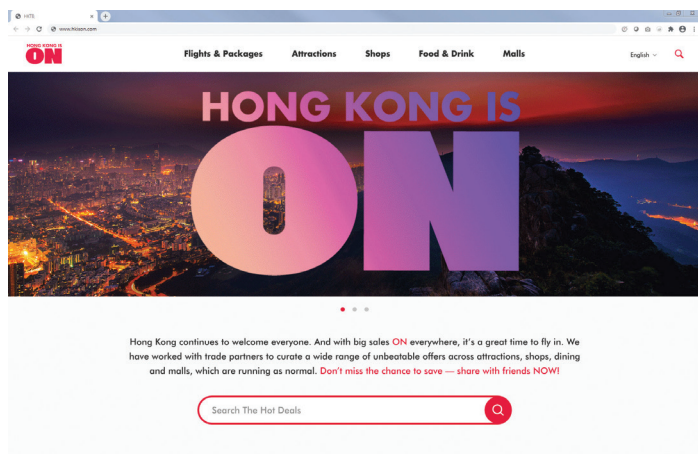 HKTB
www.hkison.com
HONG KONG IS
ON
Flights & Packages
Attractions
Shops
Food & Drink
Malls
English
HONG KONG IS
ON
Hong Kong continues to welcome everyone. And with big sales ON everywhere, it's a great time to fly in. We
have worked with trade partners to curate a wide range of unbeatable offers across attractions, shops, dining
and malls, which are running as normal. Don't miss the chance to save — share with friends NOW!
Search The Hot Deals